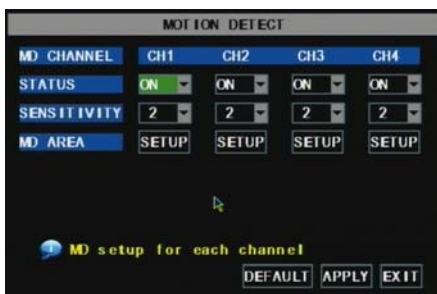 MOTION DETECT
MD CHANNEL CH1 CH2 CH3 CH4
STATUS ON ON ON ON
SENSITIVITY 2 2 2 2
MD AREA SETUP SETUP SETUP SETUP
MD setup for each channel
DEFAULT APPLY EXIT